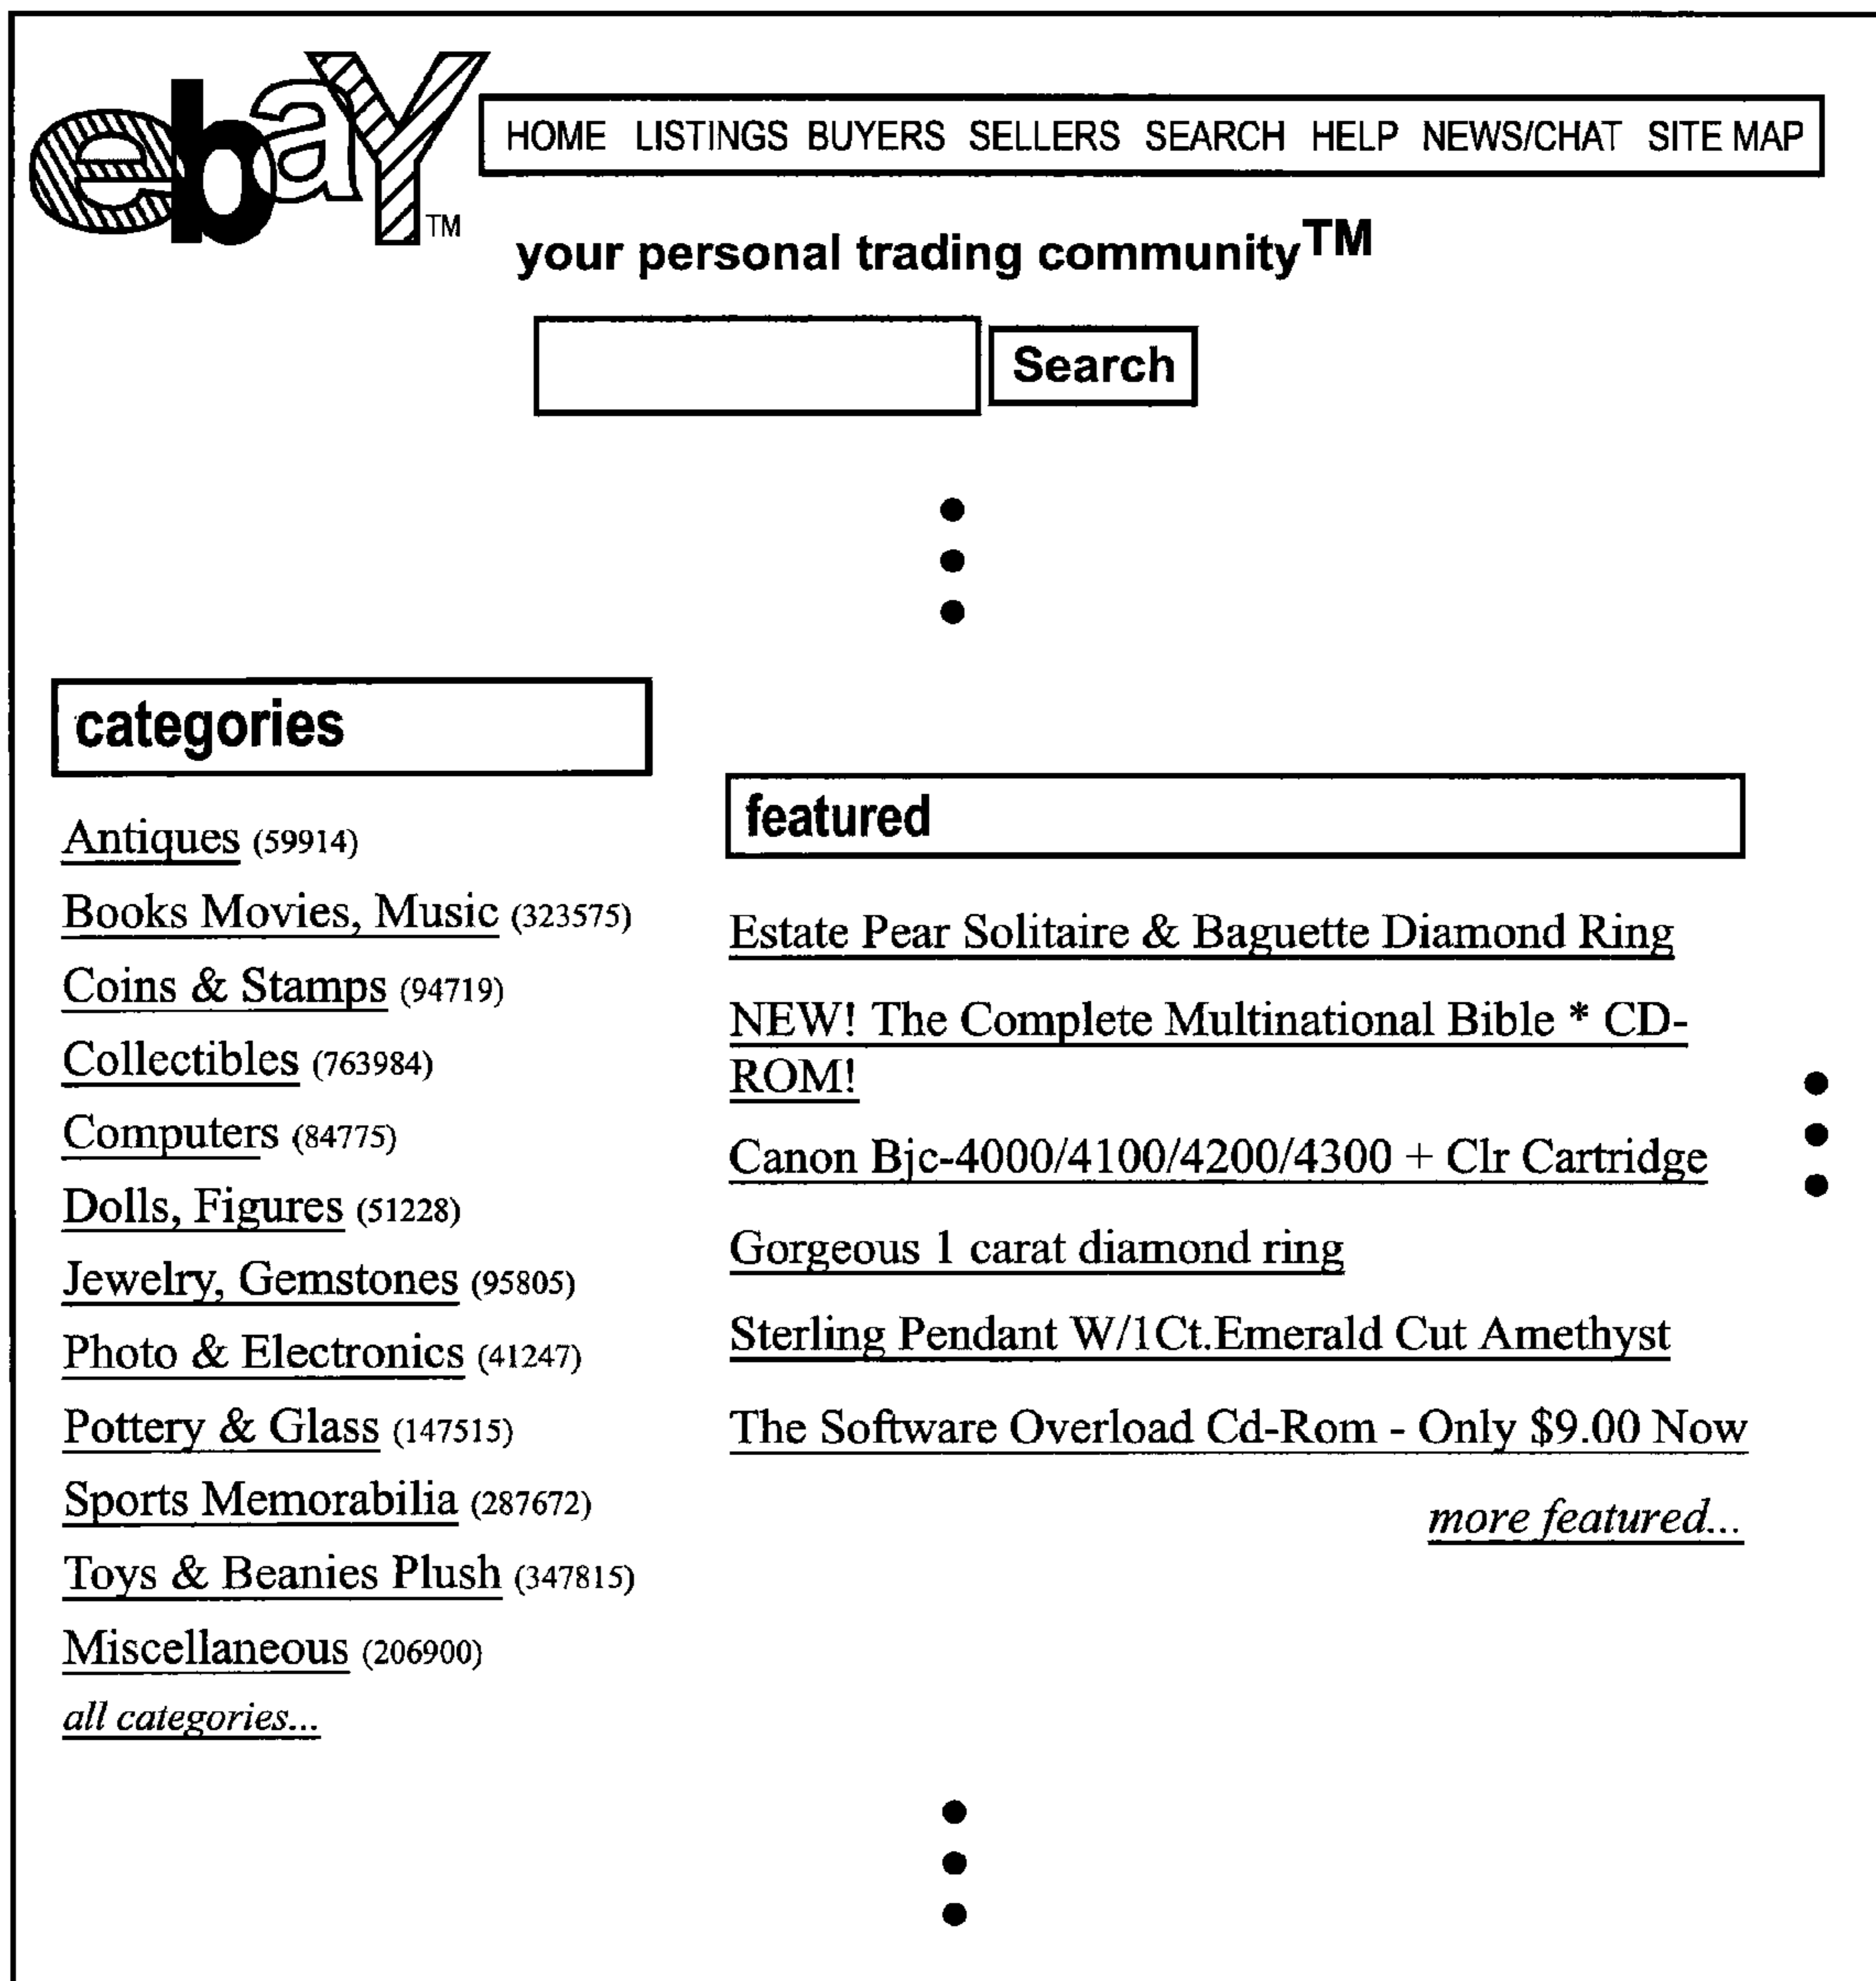 ebaY™
HOME LISTINGS BUYERS SELLERS SEARCH HELP NEWS/CHAT SITE MAP
your personal trading community™
Search
categories
Antiques (59914)
Books Movies, Music (323575)
Coins & Stamps (94719)
Collectibles (763984)
Computers (84775)
Dolls, Figures (51228)
Jewelry, Gemstones (95805)
Photo & Electronics (41247)
Pottery & Glass (147515)
Sports Memorabilia (287672)
Toys & Beanies Plush (347815)
Miscellaneous (206900)
all categories...
featured
Estate Pear Solitaire & Baguette Diamond Ring
NEW! The Complete Multinational Bible * CD-
ROM!
Canon Bjc-4000/4100/4200/4300 + Clr Cartridge
Gorgeous 1 carat diamond ring
Sterling Pendant W/1Ct.Emerald Cut Amethyst
The Software Overload Cd-Rom - Only $9.00 Now
more featured...